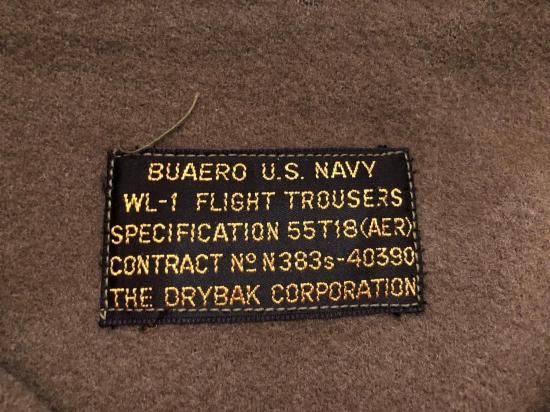 BUAERO U.S. NAVY
WL-1 FLIGHT TROUSERS
SPECIFICATION 55T18(AER)
CONTRACT No N383s-40390
THE DRYBAK CORPORATION